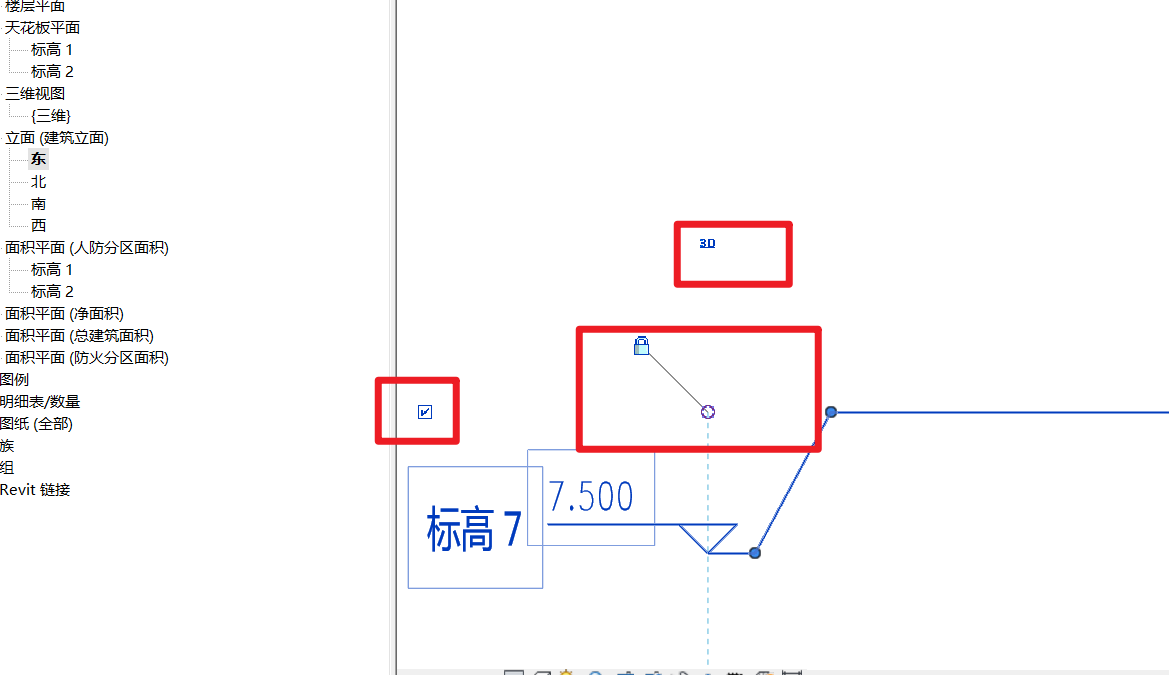 楼层平面
天花板平面
标高 1
标高 2
三维视图
{三维}
立面 (建筑立面)
东
北
南
西
面积平面 (人防分区面积)
标高 1
标高 2
面积平面 (净面积)
面积平面 (总建筑面积)
面积平面 (防火分区面积)
图例
明细表/数量
图纸 (全部)
族
组
Revit 链接
3D
7.500
标高 7